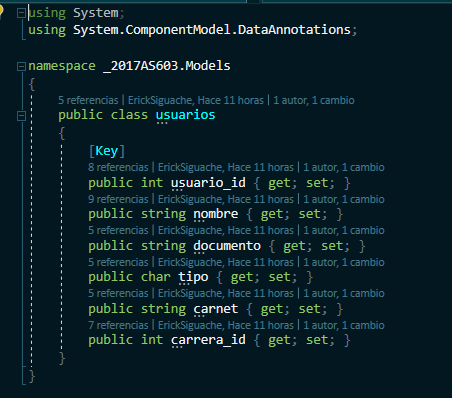 using System;
using System.ComponentModel.DataAnnotations;
namespace _2017AS603.Models
{
5 referencias | ErickSiguache, Hace 11 horas | 1 autor, 1 cambio
public class usuarios
{
[Key]
8 referencias | ErickSiguache, Hace 11 horas | 1 autor, 1 cambio
public int usuario_id { get; set; }
9 referencias | ErickSiguache, Hace 11 horas | 1 autor, 1 cambio
public string nombre { get; set; }
5 referencias | ErickSiguache, Hace 11 horas | 1 autor, 1 cambio
public string documento { get; set; }
5 referencias | ErickSiguache, Hace 11 horas | 1 autor, 1 cambio
public char tipo { get; set; }
5 referencias | ErickSiguache, Hace 11 horas | 1 autor, 1 cambio
public string carnet { get; set; }
7 referencias | ErickSiguache, Hace 11 horas | 1 autor, 1 cambio
public int carrera_id { get; set; }
}
}